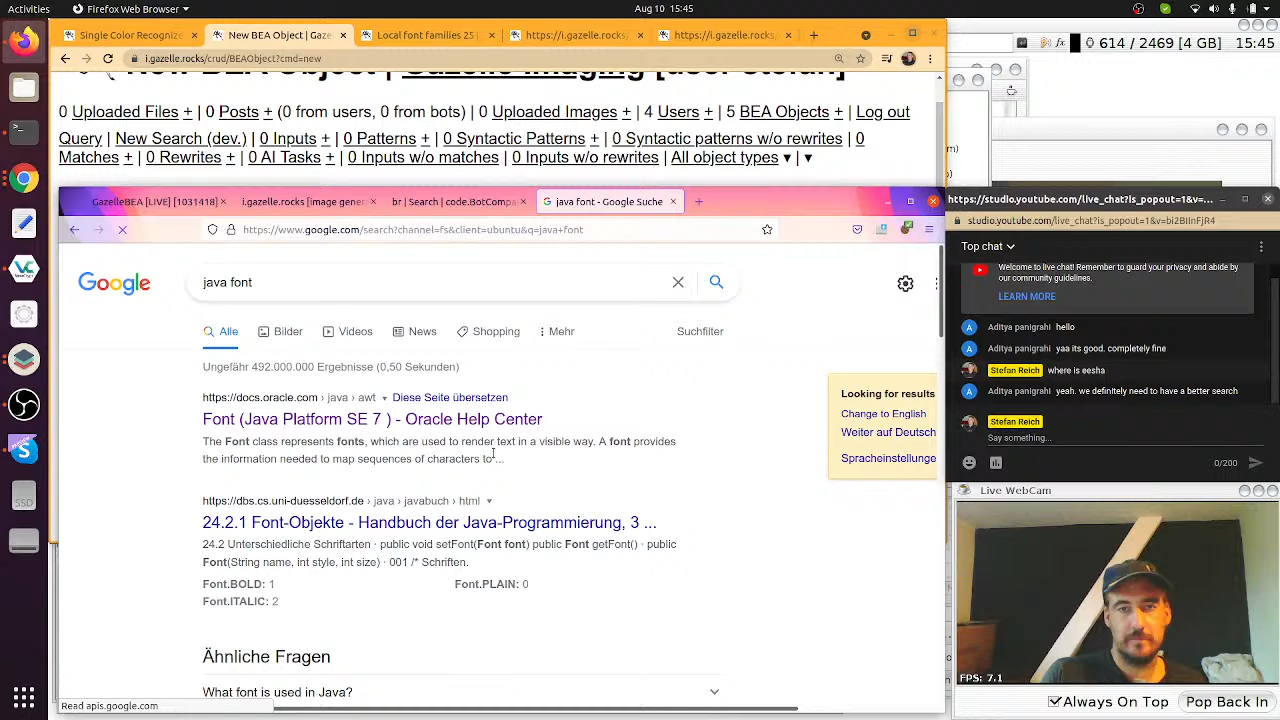 Activities
Firefox Web Browser
Aug 10 15:45
Single Color Recognize
New BEA Object | Gaze
Local font families 25
https://i.gazelle.rocks/
https://i.gazelle.rocks/
i.gazelle.rocks/crud/BEAObject?cmd=new
614 / 2469 [4 GB]
15:45
New BEA Object | Gazelle Imaging [user stefan]
0 Uploaded Files + | 0 Posts + (0 from users, 0 from bots) | 0 Uploaded Images + | 4 Users + | 5 BEA Objects + | Log out
Query | New Search (dev.) | 0 Inputs + | 0 Patterns + | 0 Syntactic Patterns + | 0 Syntactic patterns w/o rewrites | 0
Matches + | 0 Rewrites + | 0 AI Tasks + | 0 Inputs w/o matches | 0 Inputs w/o rewrites | All object types ▾ | ▾
GazelleBEA [LIVE] [1031418]
i.gazelle.rocks [image gener
br | Search | code.BotCompa
java font - Google Suche
https://www.google.com/search?channel=fs&client=ubuntu&q=java+font
Google
java font
Alle
Bilder
Videos
News
Shopping
Mehr
Suchfilter
Ungefähr 492.000.000 Ergebnisse (0,50 Sekunden)
https://docs.oracle.com › java › awt
Diese Seite übersetzen
Font (Java Platform SE 7 ) - Oracle Help Center
The Font class represents fonts, which are used to render text in a visible way. A font provides
the information needed to map sequences of characters to ...
https://dbs.cs.uni-duesseldorf.de › java › javabuch › html
24.2.1 Font-Objekte - Handbuch der Java-Programmierung, 3 ...
24.2 Unterschiedliche Schriftarten · public void setFont(Font font) public Font getFont() · public
Font(String name, int style, int size) · 001 /* Schriften.
Font.BOLD: 1
Font.PLAIN: 0
Font.ITALIC: 2
Ähnliche Fragen
What font is used in Java?
Read apis.google.com
Looking for results
Change to English
Weiter auf Deutsch
Spracheinstellunge
https://studio.youtube.com/live_chat?is_popout=1&v=
studio.youtube.com/live_chat?is_popout=1&v=bi2BIInFjR4
Top chat
Welcome to live chat! Remember to guard your privacy and abide by
our community guidelines.
LEARN MORE
A Aditya panigrahi hello
A Aditya panigrahi yaa its good. completely fine
Stefan Reich where is eesha
A Aditya panigrahi yeah. we definitely need to have a better search
Stefan Reich
Say something...
0/200
Live WebCam
FPS: 7.1
Always On Top
Pop Back In
SSD